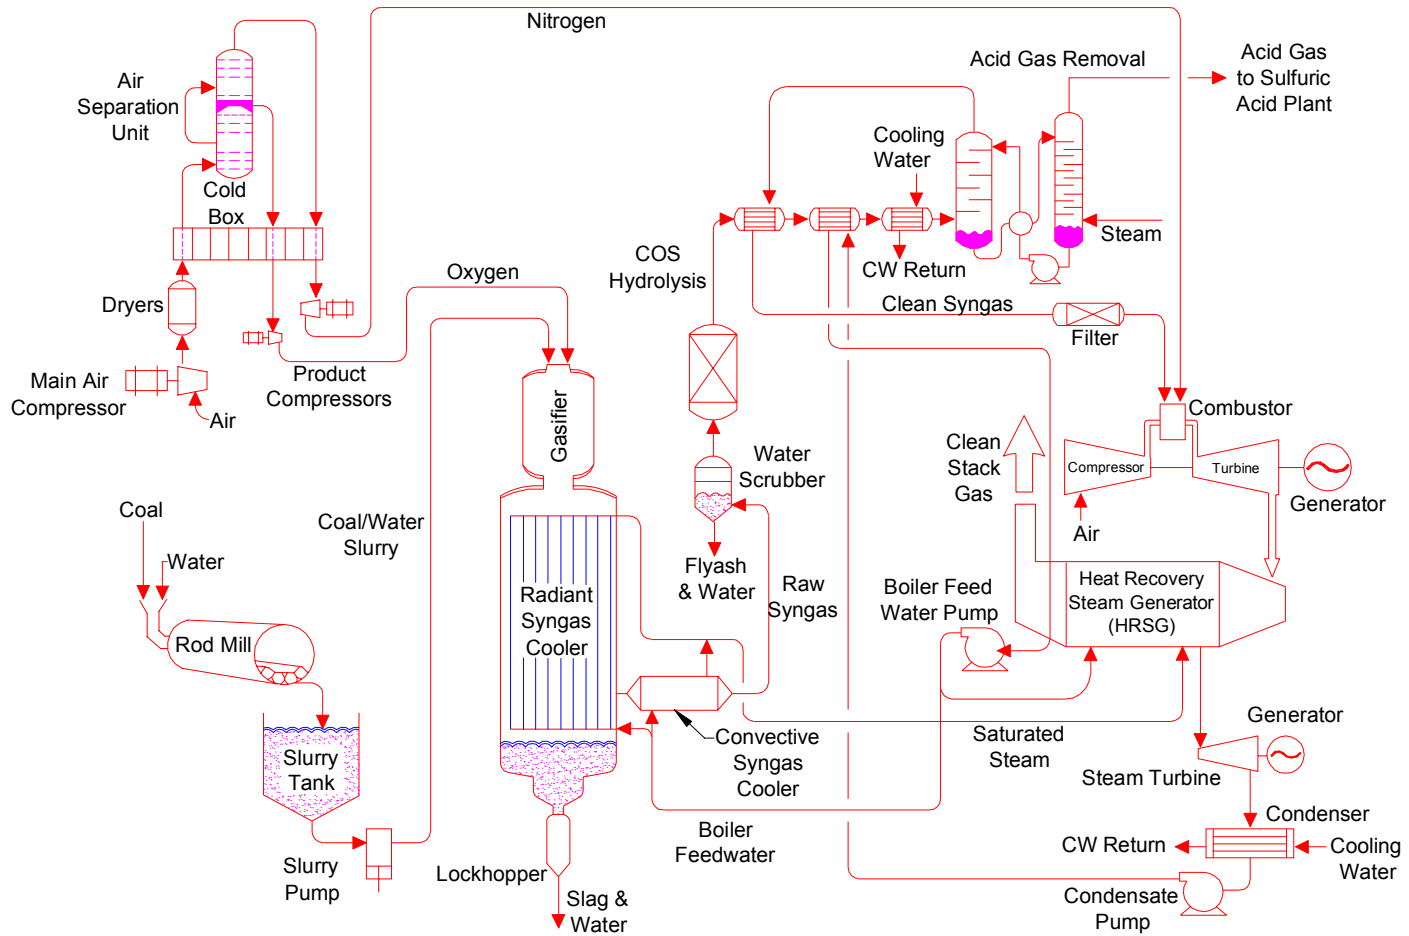 Nitrogen
Air
Separation
Unit
Cold
Box
Dryers
Main Air
Compressor
Air
Product
Compressors
Oxygen
Acid Gas Removal
Acid Gas
to Sulfuric
Acid Plant
Cooling
Water
Steam
CW Return
COS
Hydrolysis
Clean Syngas
Filter
Combustor
Compressor
Turbine
Generator
Air
Clean
Stack
Gas
Gasifier
Water
Scrubber
Flyash
& Water
Raw
Syngas
Coal
Water
Rod Mill
Coal/Water
Slurry
Slurry
Tank
Slurry
Pump
Radiant
Syngas
Cooler
Convective
Syngas
Cooler
Boiler
Feedwater
Lockhopper
Slag &
Water
Boiler Feed
Water Pump
Heat Recovery
Steam Generator
(HRSG)
Saturated
Steam
Generator
Steam Turbine
Condenser
CW Return
Cooling
Water
Condensate
Pump